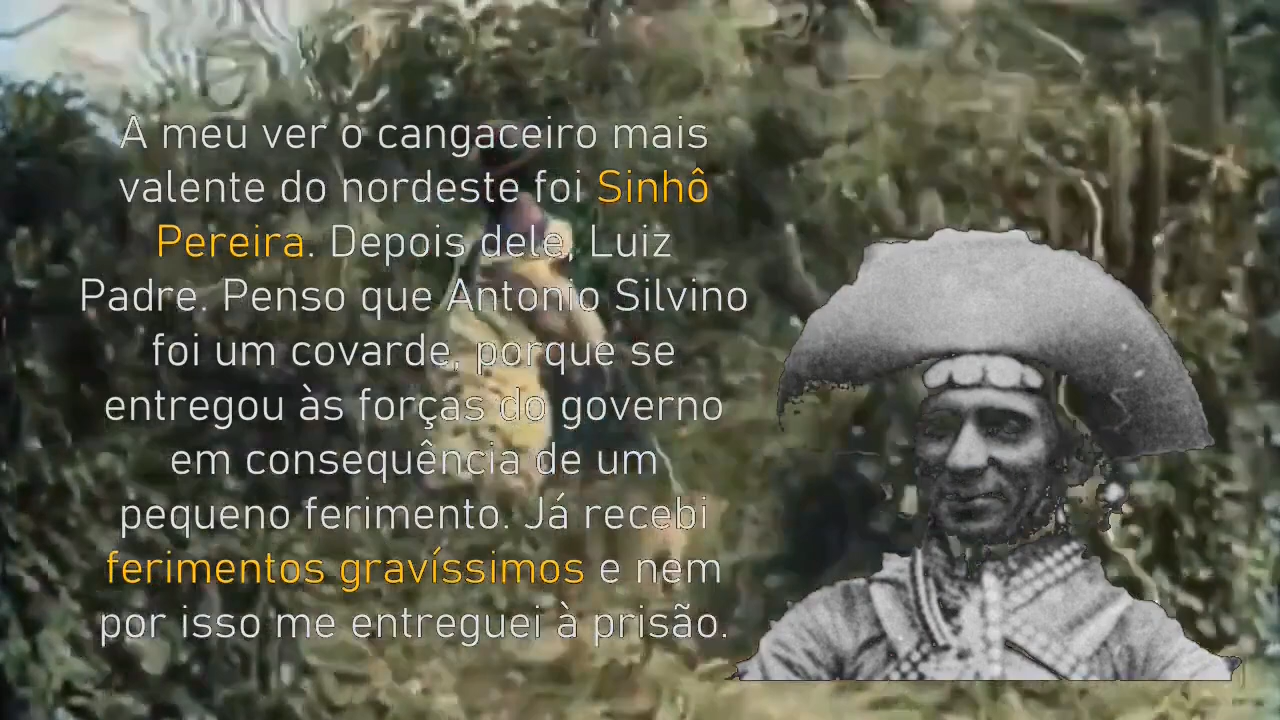 A meu ver o cangaceiro mais
valente do nordeste foi Sinhô
Pereira. Depois dele, Luiz
Padre. Penso que Antonio Silvino
foi um covarde, porque se
entregou às forças do governo
em consequência de um
pequeno ferimento. Já recebi
ferimentos gravíssimos e nem
por isso me entreguei à prisão.